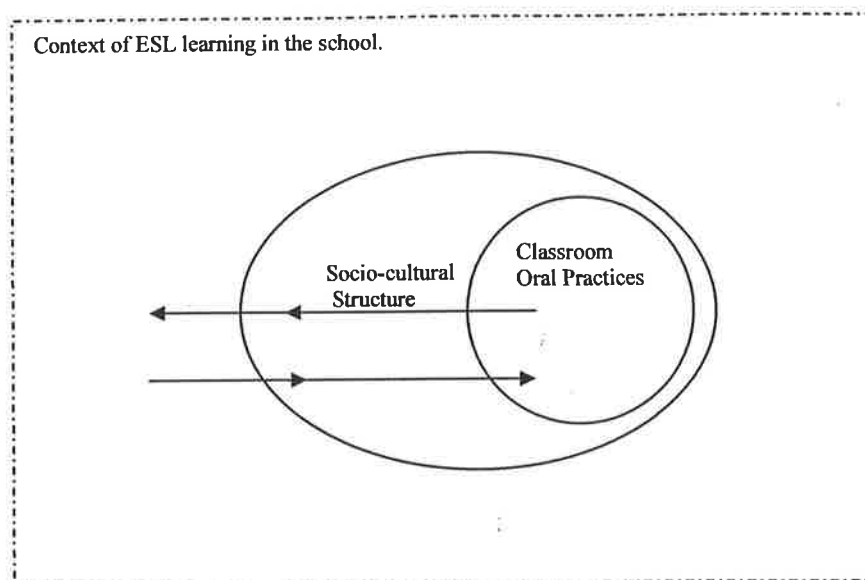 Context of ESL learning in the school.
Classroom
Oral Practices
Socio-cultural
Structure